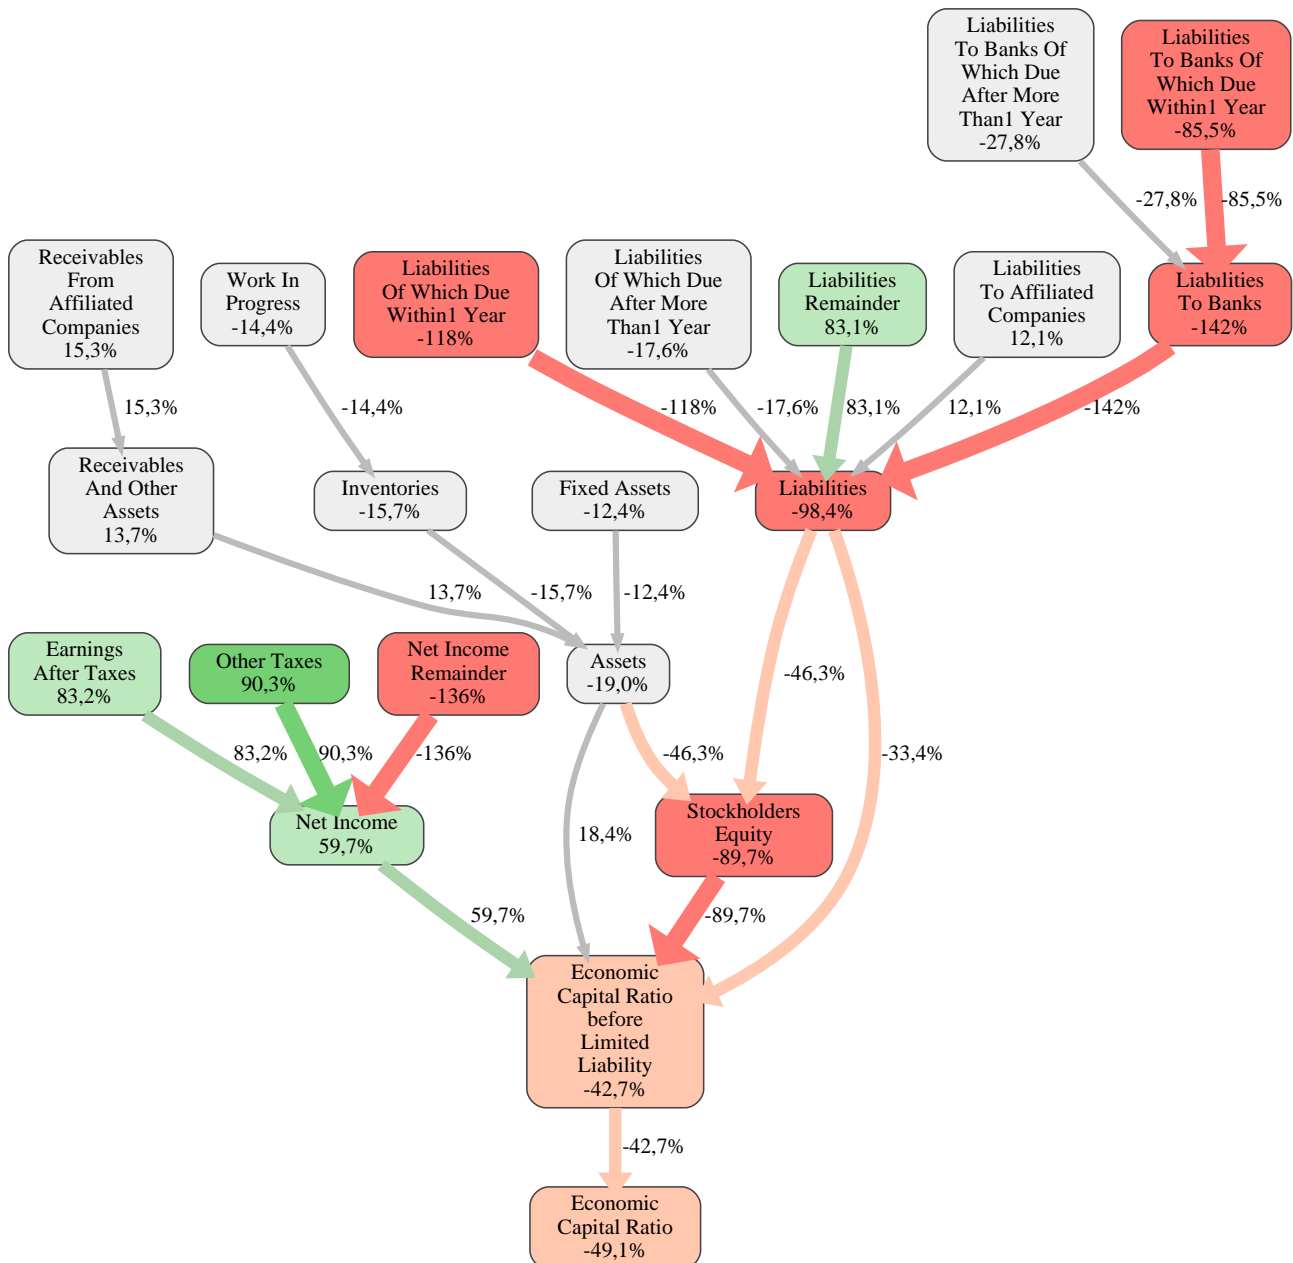 Liabilities
To Banks Of
Which Due
After More
Than1 Year
-27,8%
Liabilities
To Banks Of
Which Due
Within1 Year
-85,5%
-27,8%
-85,5%
Receivables
From
Affiliated
Companies
15,3%
Work In
Progress
-14,4%
Liabilities
Of Which Due
Within1 Year
-118%
Liabilities
Of Which Due
After More
Than1 Year
-17,6%
Liabilities
Remainder
83,1%
Liabilities
To Affiliated
Companies
12,1%
Liabilities
To Banks
-142%
15,3%
-14,4%
-118%
-17,6%
83,1%
12,1%
-142%
Receivables
And Other
Assets
13,7%
Inventories
-15,7%
Fixed Assets
-12,4%
Liabilities
-98,4%
13,7%
-15,7%
-12,4%
Earnings
After Taxes
83,2%
Other Taxes
90,3%
Net Income
Remainder
-136%
Assets
-19,0%
-46,3%
83,2%
90,3%
-136%
-46,3%
-33,4%
Net Income
59,7%
18,4%
Stockholders
Equity
-89,7%
59,7%
-89,7%
Economic
Capital Ratio
before
Limited
Liability
-42,7%
-42,7%
Economic
Capital Ratio
-49,1%